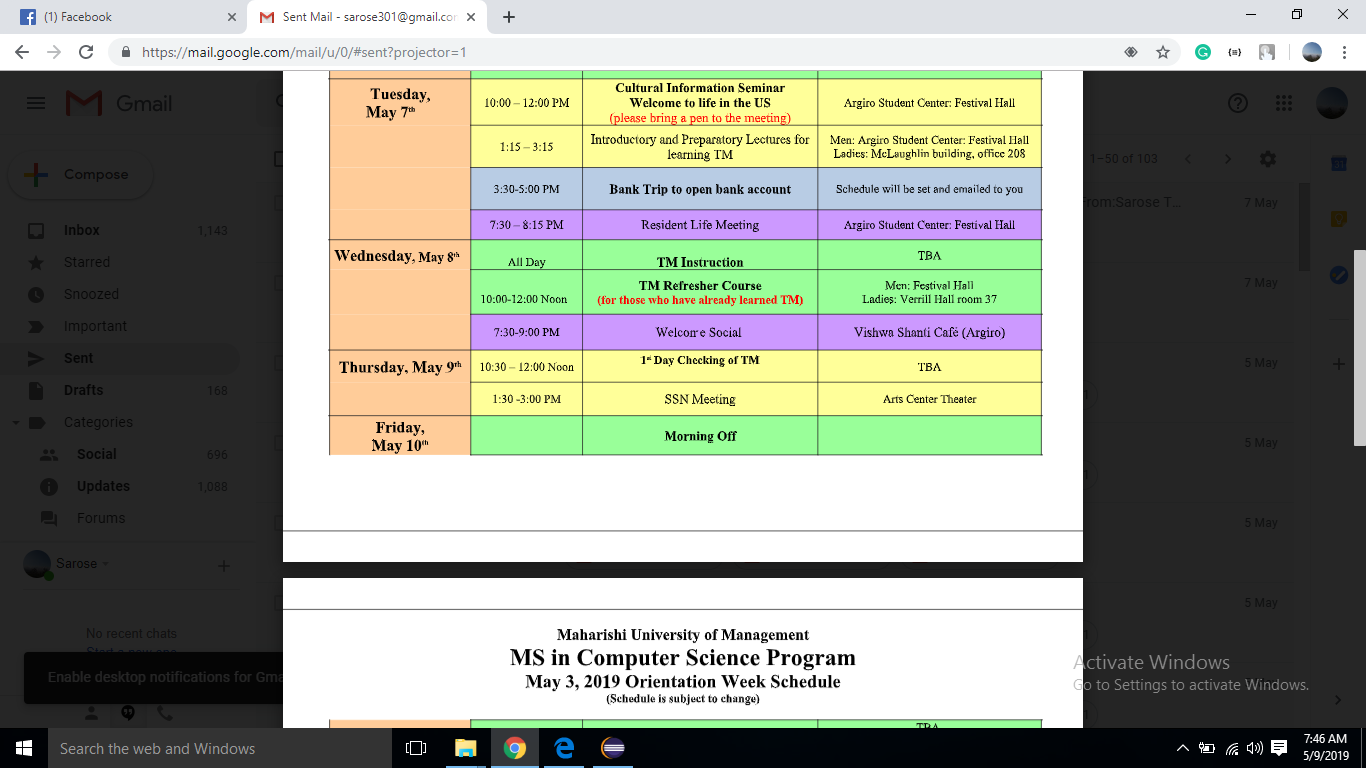 (1) Facebook
Sent Mail - sarose301@gmail.com
https://mail.google.com/mail/u/0/#sent?projector=1
Gmail
Compose
Inbox 1,143
Starred
Snoozed
Important
Sent
Drafts 168
Categories
Social 696
Updates 1,088
Forums
Sarose
No recent chats
Start a new one
Enable desktop notifications for Gma
1–50 of 103
from:Sarose T...
7 May
7 May
5 May
5 May
5 May
5 May
Tuesday,
May 7th
10:00 – 12:00 PM
Cultural Information Seminar
Welcome to life in the US
(please bring a pen to the meeting)
Argiro Student Center: Festival Hall
1:15 – 3:15
Introductory and Preparatory Lectures for
learning TM
Men: Argiro Student Center: Festival Hall
Ladies: McLaughlin building, office 208
3:30-5:00 PM
Bank Trip to open bank account
Schedule will be set and emailed to you
7:30 – 8:15 PM
Resident Life Meeting
Argiro Student Center: Festival Hall
Wednesday, May 8th
All Day
TM Instruction
TBA
10:00-12:00 Noon
TM Refresher Course
(for those who have already learned TM)
Men: Festival Hall
Ladies: Verrill Hall room 37
7:30-9:00 PM
Welcome Social
Vishwa Shanti Café (Argiro)
Thursday, May 9th
10:30 – 12:00 Noon
1st Day Checking of TM
TBA
1:30 -3:00 PM
SSN Meeting
Arts Center Theater
Friday,
May 10th
Morning Off
Maharishi University of Management
MS in Computer Science Program
May 3, 2019 Orientation Week Schedule
(Schedule is subject to change)
TBA
Activate Windows
Go to Settings to activate Windows.
Search the web and Windows
7:46 AM
5/9/2019